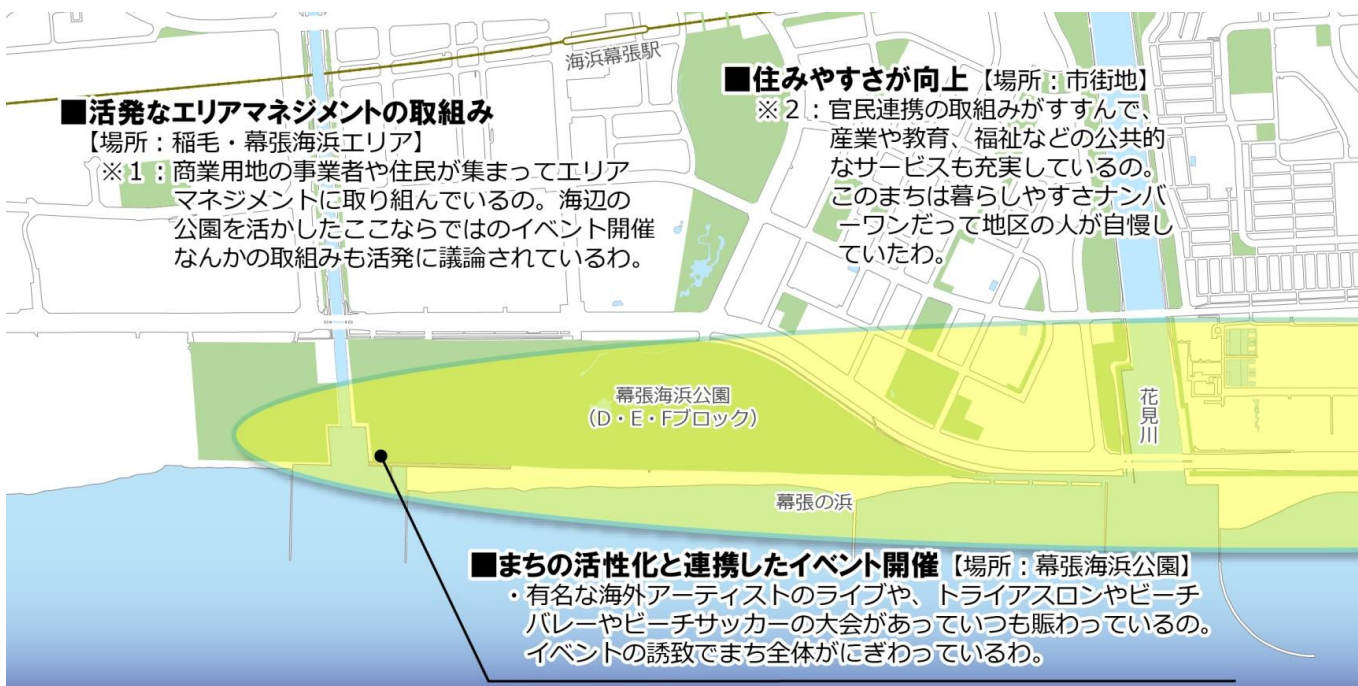 海浜幕張駅
■活発なエリアマネジメントの取組み
【場所：稲毛・幕張海浜エリア】
※１：商業用地の事業者や住民が集まってエリア
マネジメントに取り組んでいるの。海辺の
公園を活かしたここならではのイベント開催
なんかの取組みも活発に議論されているわ。
■住みやすさが向上【場所：市街地】
※２：官民連携の取組みがすすんで、
産業や教育、福祉などの公共的
なサービスも充実しているの。
このまちは暮らしやすさナンバ
ーワンだって地区の人が自慢し
ていたわ。
幕張海浜公園
（D・E・Fブロック）
花見川
幕張の浜
■まちの活性化と連携したイベント開催【場所：幕張海浜公園】
・有名な海外アーティストのライブや、トライアスロンやビーチ
バレーやビーチサッカーの大会があっていつも賑わっているの。
イベントの誘致でまち全体がにぎわっているわ。